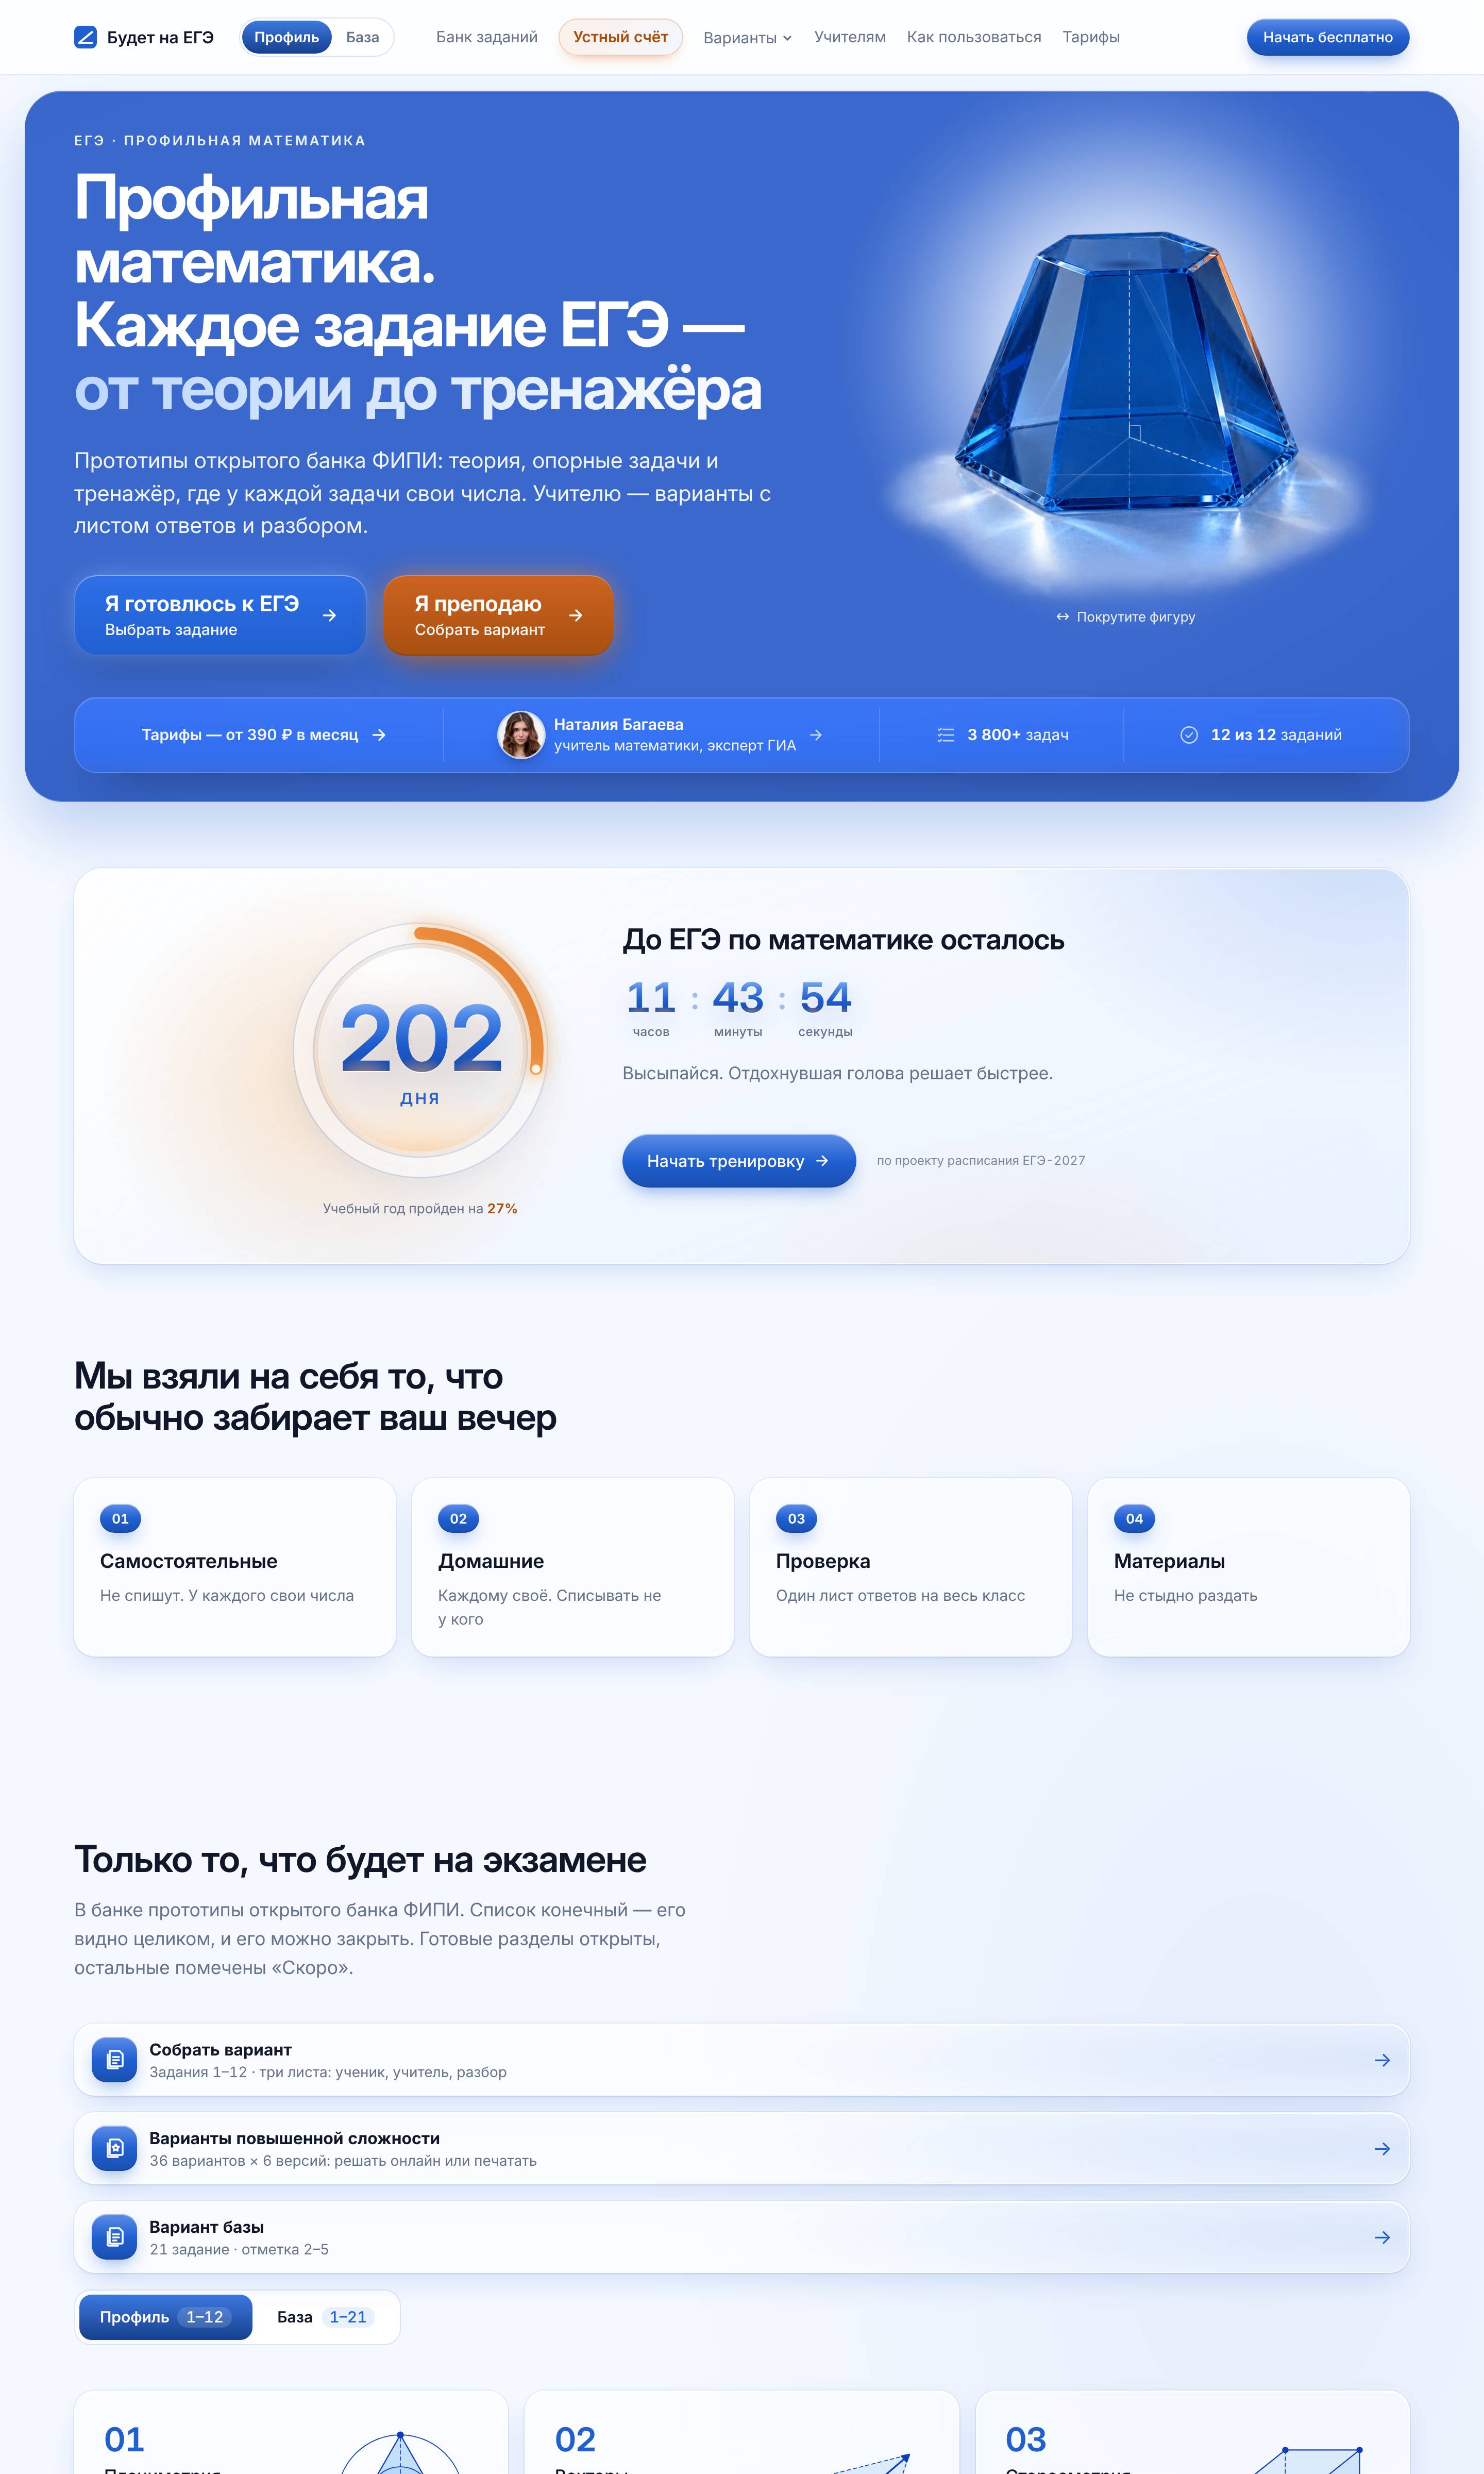 Будет на ЕГЭ
Профиль
База
Банк заданий
Устный счёт
Варианты
Учителям
Как пользоваться
Тарифы
Начать бесплатно
ЕГЭ · ПРОФИЛЬНАЯ МАТЕМАТИКА
Профильная
математика.
Каждое задание ЕГЭ —
от теории до тренажёра
Прототипы открытого банка ФИПИ: теория, опорные задачи и
тренажёр, где у каждой задачи свои числа. Учителю — варианты с
листом ответов и разбором.
Я готовлюсь к ЕГЭ
Выбрать задание
→
Я преподаю
Собрать вариант
→
↔ Покрутите фигуру
Тарифы — от 390 ₽ в месяц →
Наталия Багаева
учитель математики, эксперт ГИА
→
3 800+ задач
12 из 12 заданий
202
ДНЯ
Учебный год пройден на 27%
До ЕГЭ по математике осталось
11 : 43 : 54
часов минуты секунды
Высыпайся. Отдохнувшая голова решает быстрее.
Начать тренировку →
по проекту расписания ЕГЭ-2027
Мы взяли на себя то, что
обычно забирает ваш вечер
01
Самостоятельные
Не спишут. У каждого свои числа
02
Домашние
Каждому своё. Списывать не
у кого
03
Проверка
Один лист ответов на весь класс
04
Материалы
Не стыдно раздать
Только то, что будет на экзамене
В банке прототипы открытого банка ФИПИ. Список конечный — его
видно целиком, и его можно закрыть. Готовые разделы открыты,
остальные помечены «Скоро».
Собрать вариант
Задания 1–12 · три листа: ученик, учитель, разбор
→
Варианты повышенной сложности
36 вариантов × 6 версий: решать онлайн или печатать
→
Вариант базы
21 задание · отметка 2–5
→
Профиль 1–12
База 1–21
01
02
03